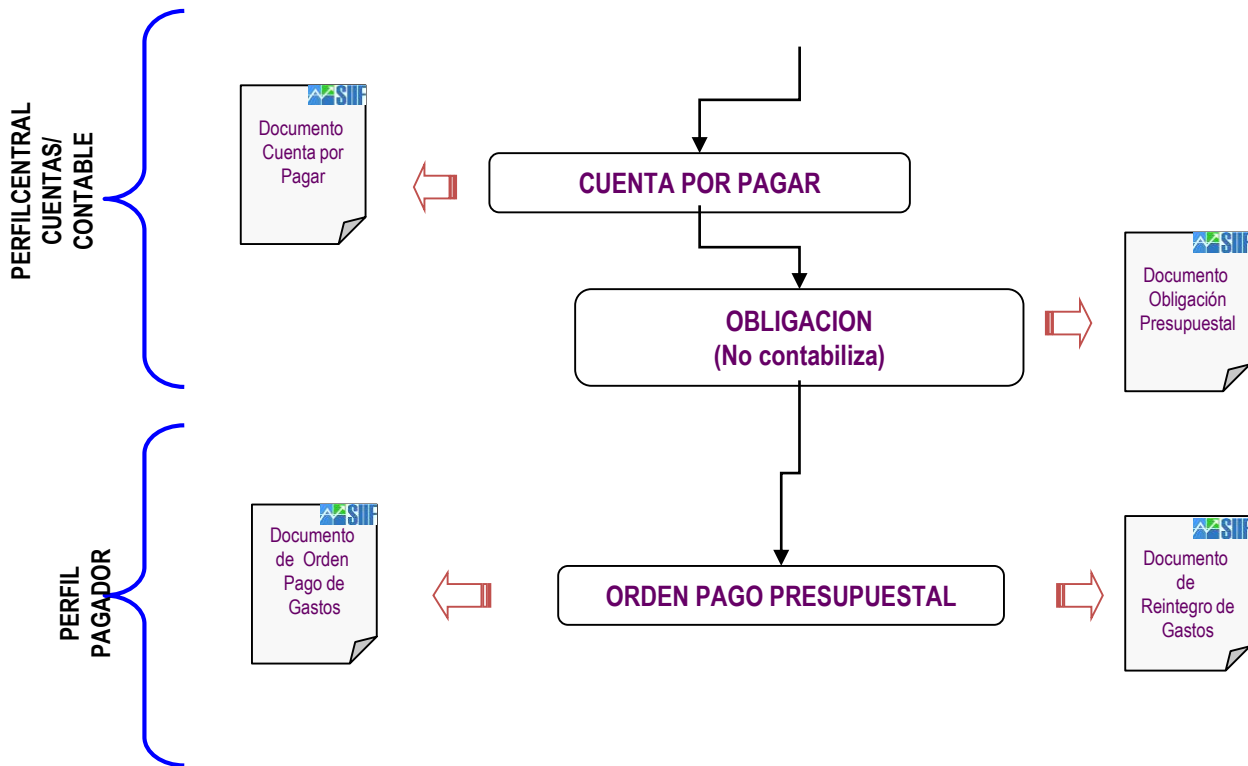 PERFILCENTRAL
CUENTAS/
CONTABLE
SIIF
Documento
Cuenta por
Pagar
CUENTA POR PAGAR
SIIF
Documento
Obligación
Presupuestal
OBLIGACION
(No contabiliza)
PERFIL
PAGADOR
SIIF
Documento
de Orden
Pago de
Gastos
ORDEN PAGO PRESUPUESTAL
SIIF
Documento
de
Reintegro de
Gastos